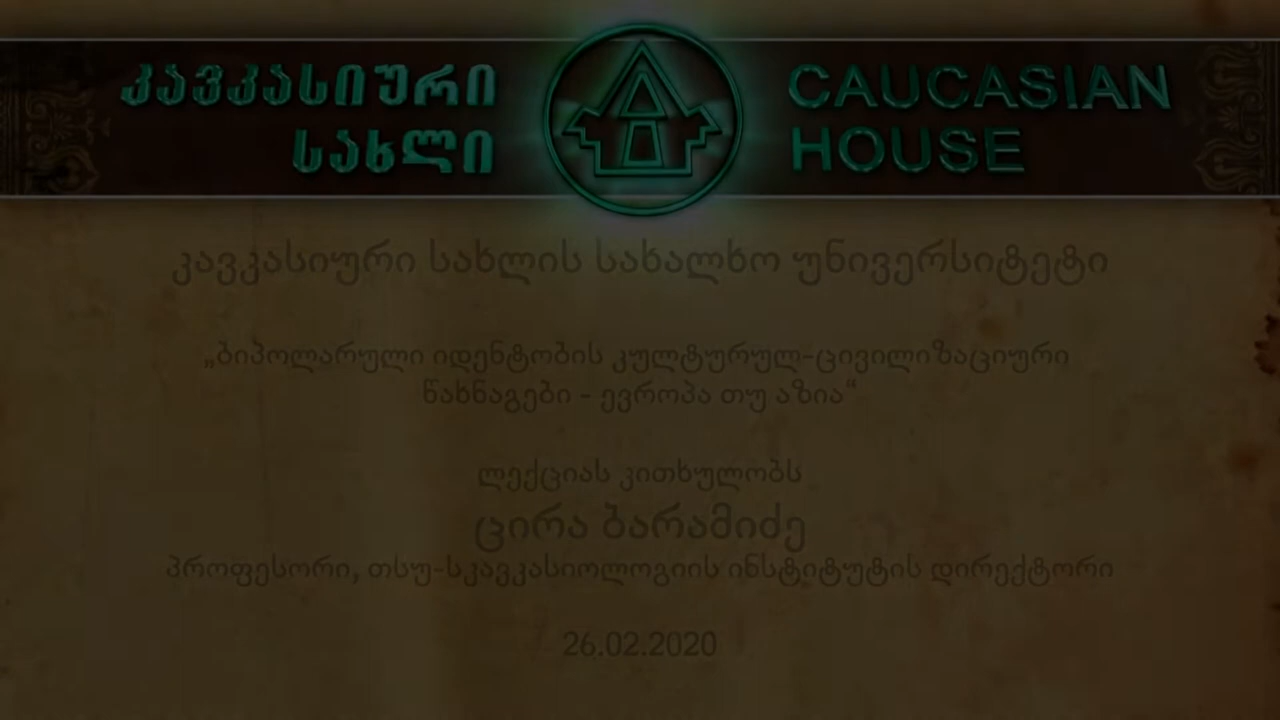 კავკასიური
სახლი
CAUCASIAN
HOUSE
კავკასიური სახლის სახალხო უნივერსიტეტი
„ბიპოლარული იდენტობის კულტურულ-ცივილიზაციური
წახნაგები - ევროპა თუ აზია“
ლექციას კითხულობს
ცირა ბარამიძე
პროფესორი, თსუ-სკავკასიოლოგიის ინსტიტუტის დირექტორი
26.02.2020